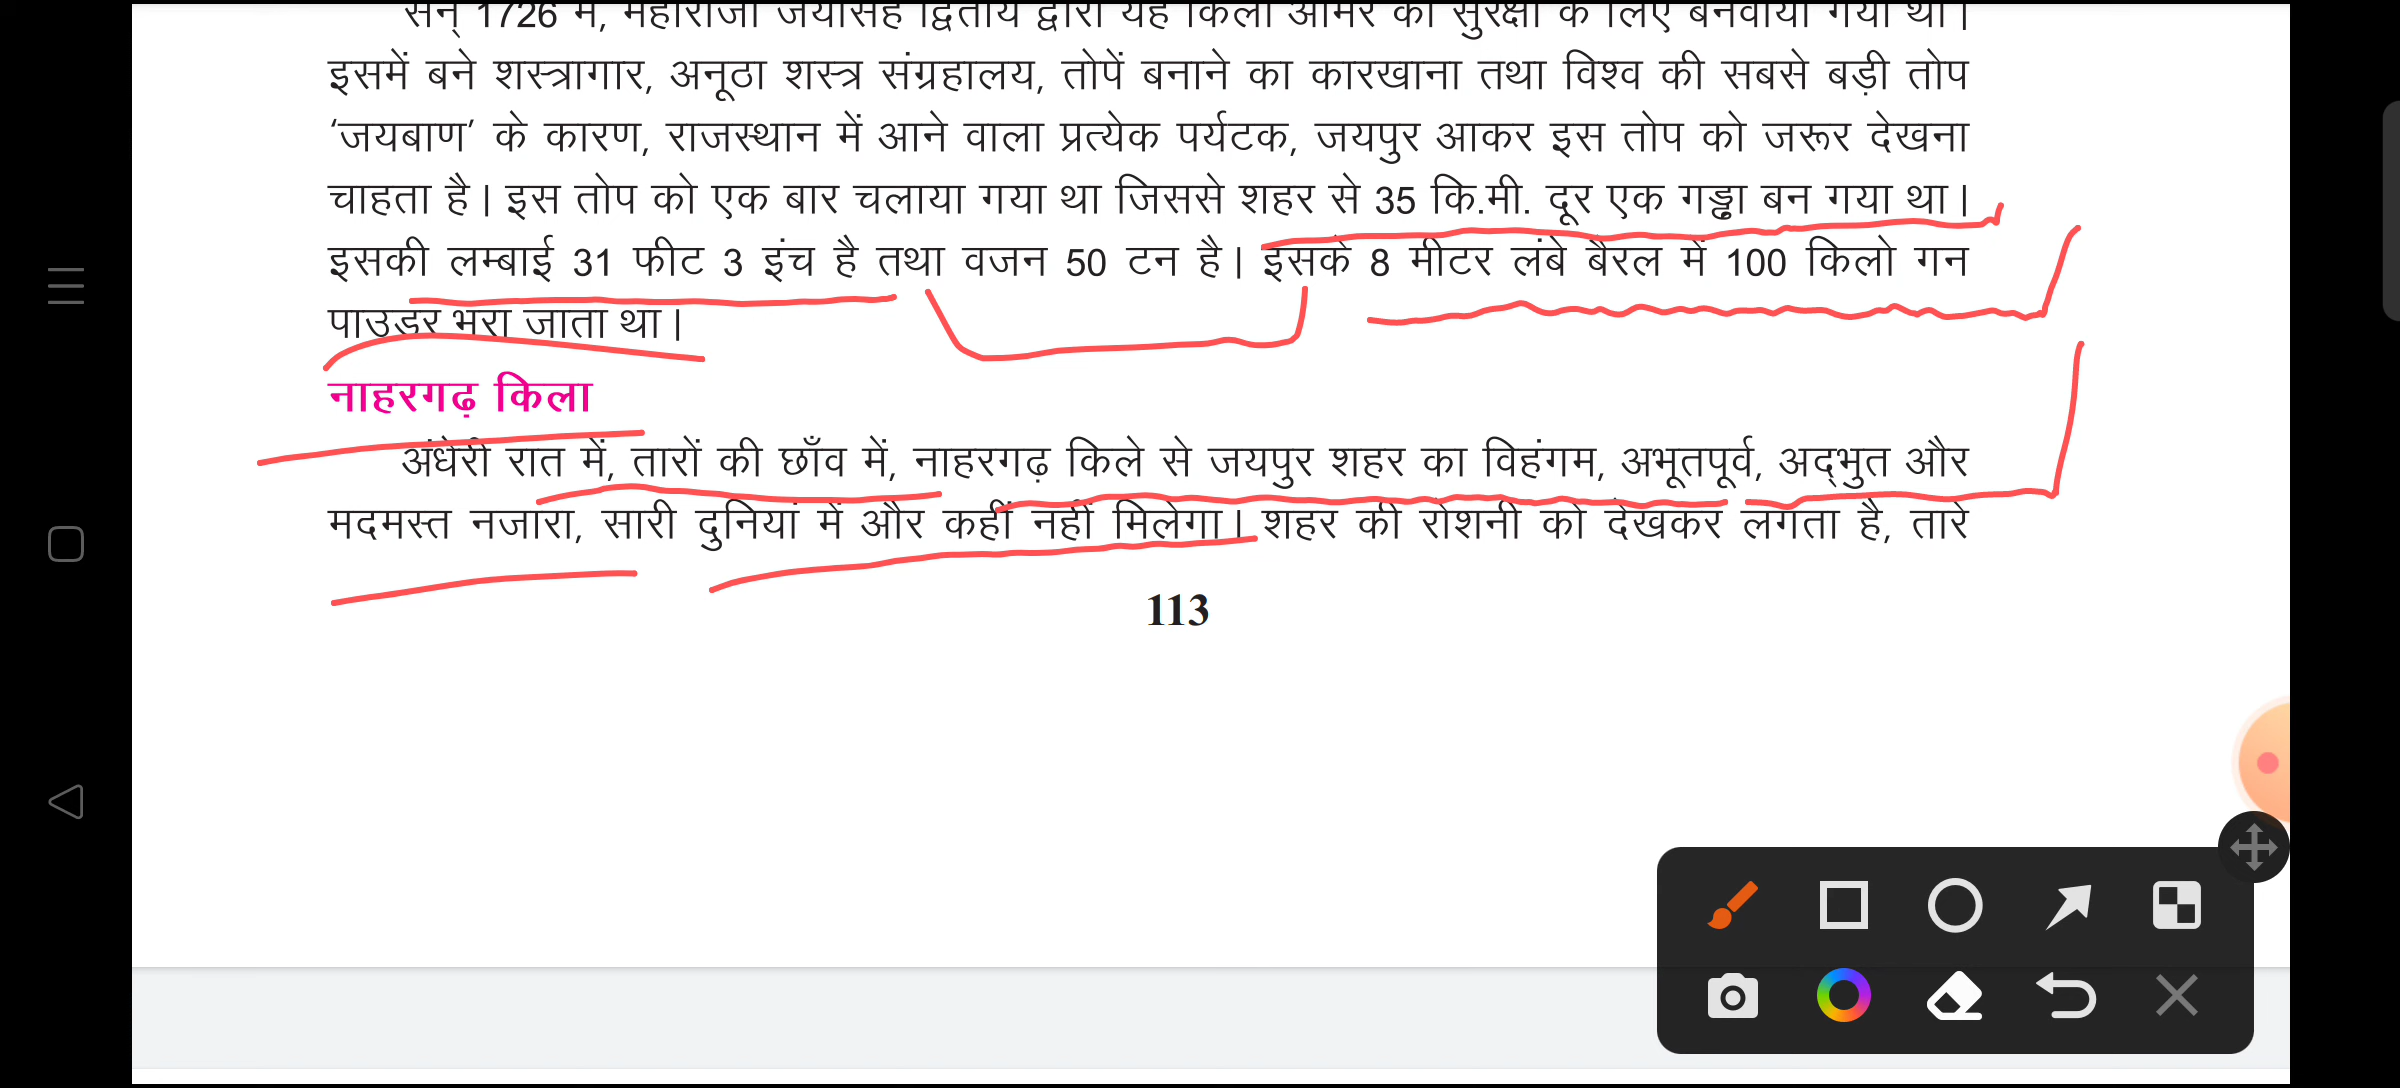 सन् 1726 में, महाराजा जयसिंह द्वितीय द्वारा यह किला आमेर की सुरक्षा के लिए बनवाया गया था।
इसमें बने शस्त्रागार, अनूठा शस्त्र संग्रहालय, तोपें बनाने का कारखाना तथा विश्व की सबसे बड़ी तोप
‘जयबाण’ के कारण, राजस्थान में आने वाला प्रत्येक पर्यटक, जयपुर आकर इस तोप को जरूर देखना
चाहता है। इस तोप को एक बार चलाया गया था जिससे शहर से 35 कि.मी. दूर एक गड्ढा बन गया था।
इसकी लम्बाई 31 फीट 3 इंच है तथा वजन 50 टन है। इसके 8 मीटर लंबे बैरल में 100 किलो गन
पाउडर भरा जाता था।
नाहरगढ़ किला
अंधेरी रात में, तारों की छाँव में, नाहरगढ़ किले से जयपुर शहर का विहंगम, अभूतपूर्व, अद्‌भुत और
मदमस्त नजारा, सारी दुनियां में और कहीं नहीं मिलेगा। शहर की रोशनी को देखकर लगता है, तारे
113